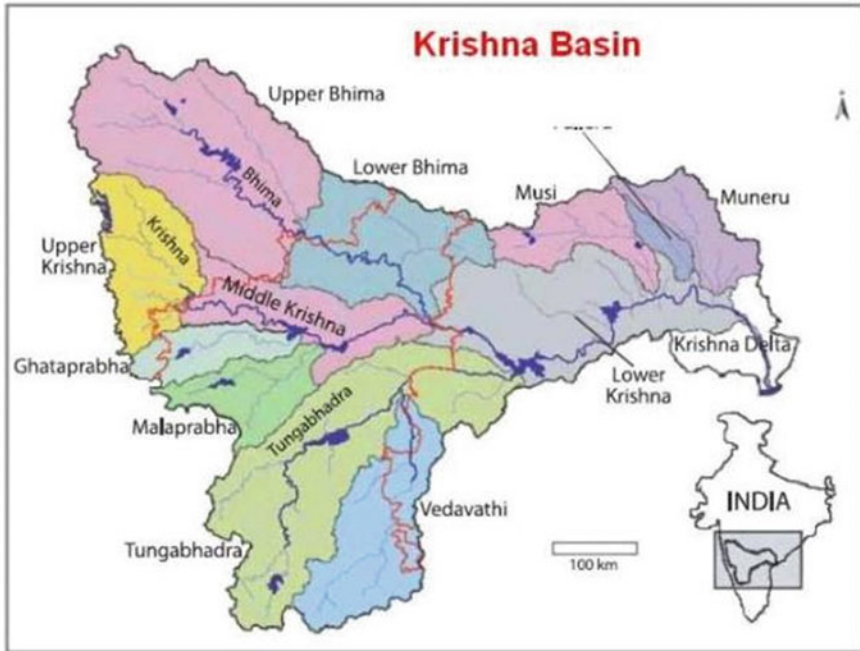 Krishna Basin
Upper Bhima
Bhima
Lower Bhima
Musi
Muneru
Krishna
Upper
Krishna
Middle Krishna
Ghataprabha
Krishna Delta
Lower
Krishna
Malaprabha
Tungabhadra
Vedavathi
Tungabhadra
INDIA
100 km